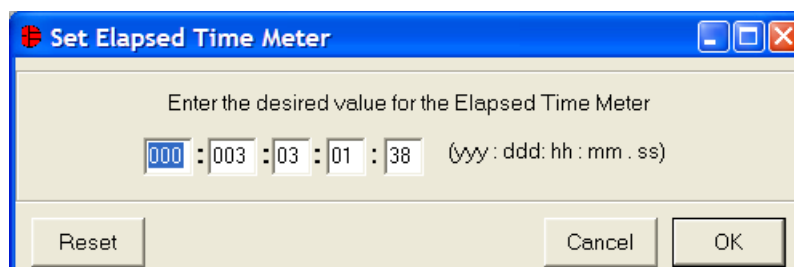 Set Elapsed Time Meter
Enter the desired value for the Elapsed Time Meter
000 : 003 : 03 : 01 : 38 (yyy : ddd: hh : mm . ss)
Reset Cancel OK